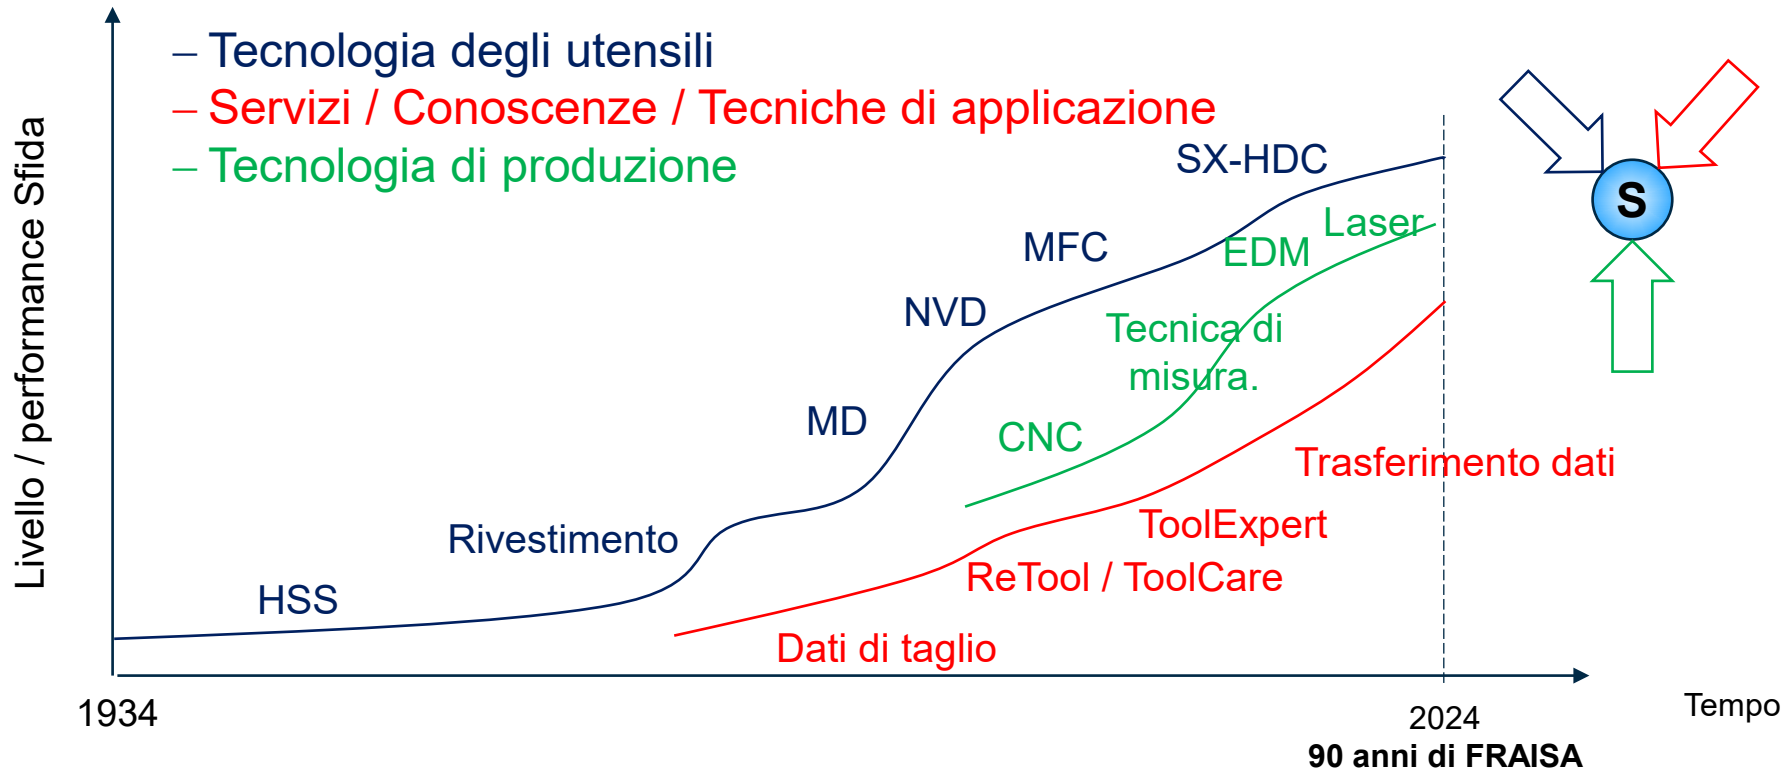 – Tecnologia degli utensili
– Servizi / Conoscenze / Tecniche di applicazione
– Tecnologia di produzione
Livello / performance Sfida
SX-HDC
S
Laser
MFC
EDM
NVD
Tecnica di
misura.
MD
CNC
Trasferimento dati
Rivestimento
ToolExpert
ReTool / ToolCare
HSS
Dati di taglio
1934
2024
Tempo
90 anni di FRAISA